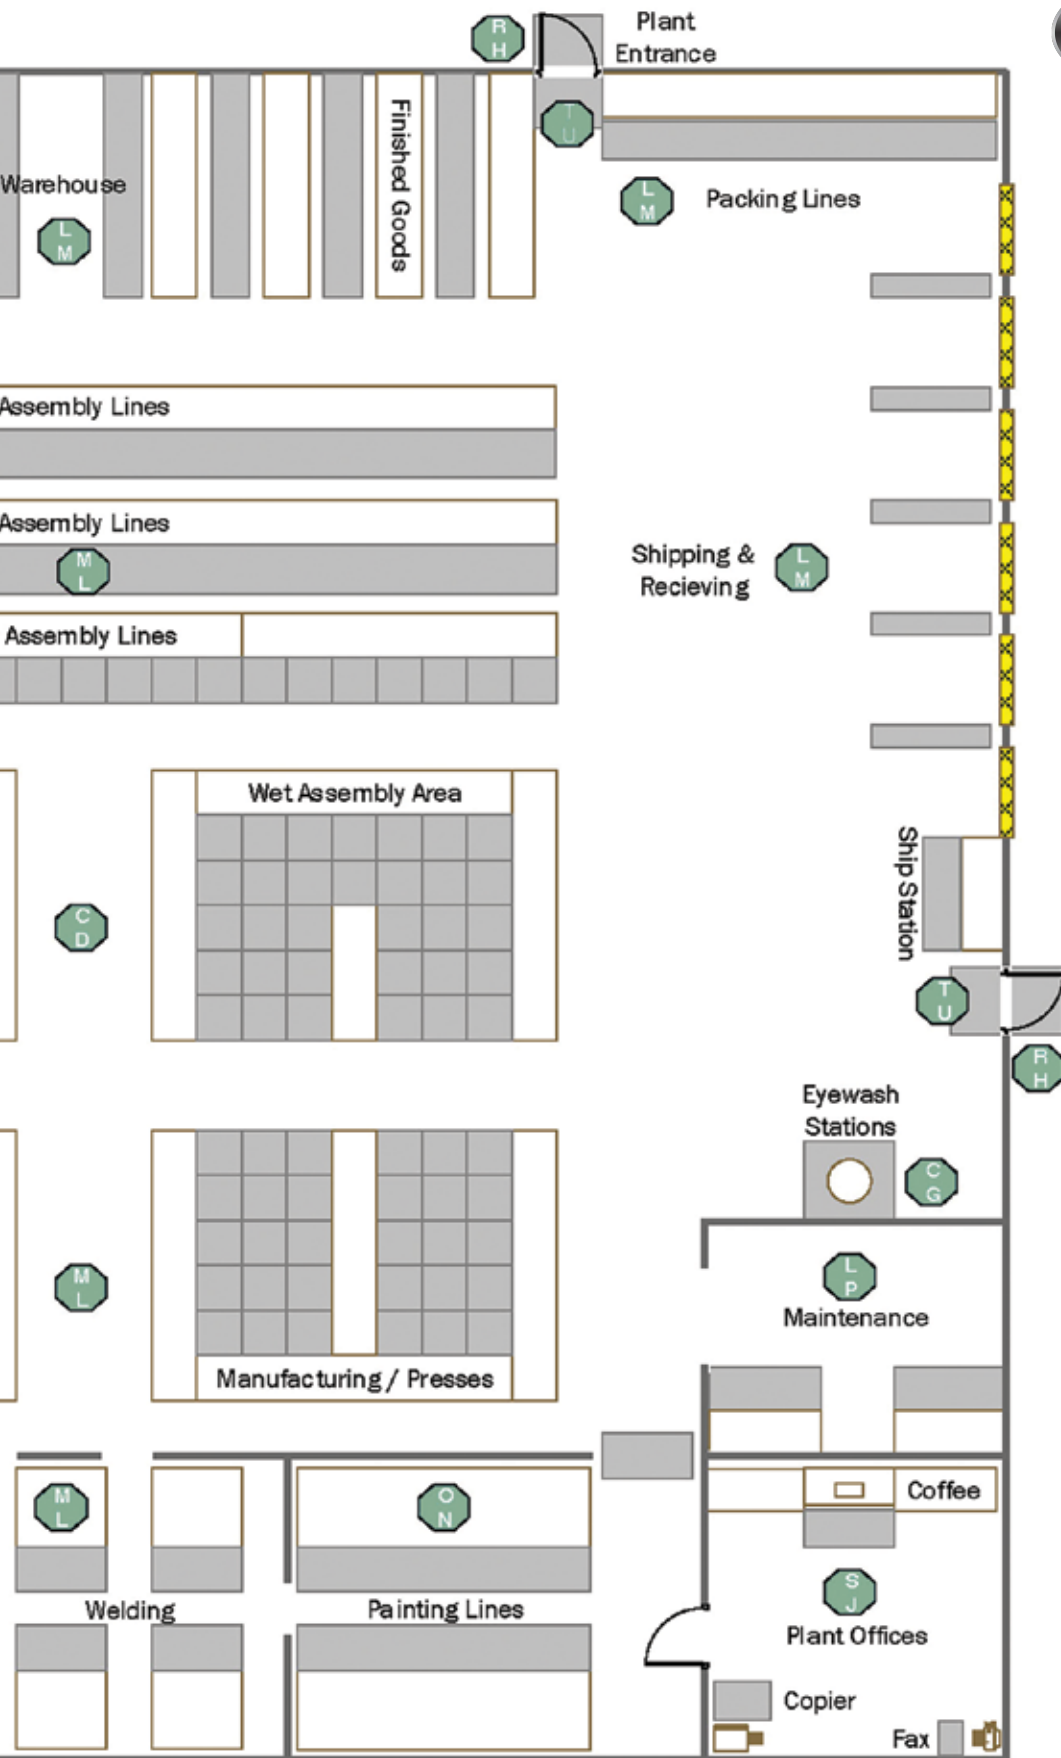 R
H
Plant
Entrance
T
U
Finished Goods
Warehouse
L
M
L
M
Packing Lines
Assembly Lines
Assembly Lines
M
L
Shipping &
Recieving
L
M
Assembly Lines
Wet Assembly Area
Ship Station
C
D
T
U
R
H
Eyewash
Stations
C
G
M
L
L
P
Maintenance
Manufacturing / Presses
M
L
O
N
Coffee
S
J
Welding
Painting Lines
Plant Offices
Copier
Fax